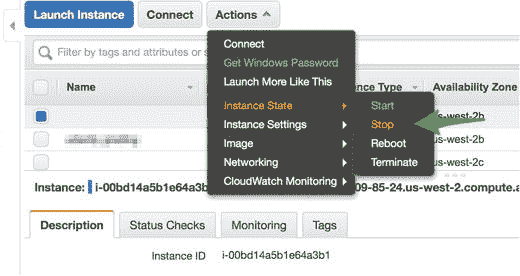 Launch Instance Connect Actions
Filter by tags and attributes or s
Name ence Type Availability Zone
Connect
Get Windows Password
Launch More Like This
Instance State Start us-west-2b
Instance Settings Stop us-west-2b
Image Reboot
Networking Terminate us-west-2c
CloudWatch Monitoring
Instance: i-00bd14a5b1e64a3b 09-85-24.us-west-2.compute.a
Description Status Checks Monitoring Tags
Instance ID i-00bd14a5b1e64a3b1